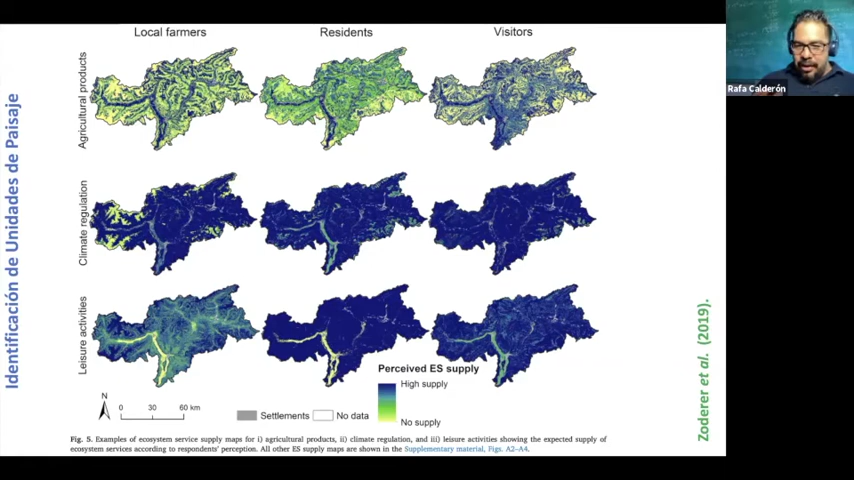 Local farmers
Residents
Visitors
Agricultural products
Climate regulation
Leisure activities
Identificación de Unidades de Paisaje
Rafa Calderón
Perceived ES supply
High supply
No supply
N
0 30 60 km
Settlements
No data
Zoderer et al. (2019).
Fig. 5. Examples of ecosystem service supply maps for i) agricultural products, ii) climate regulation, and iii) leisure activities showing the expected supply of
ecosystem services according to respondents' perception. All other ES supply maps are shown in the Supplementary material, Figs. A2–A4.